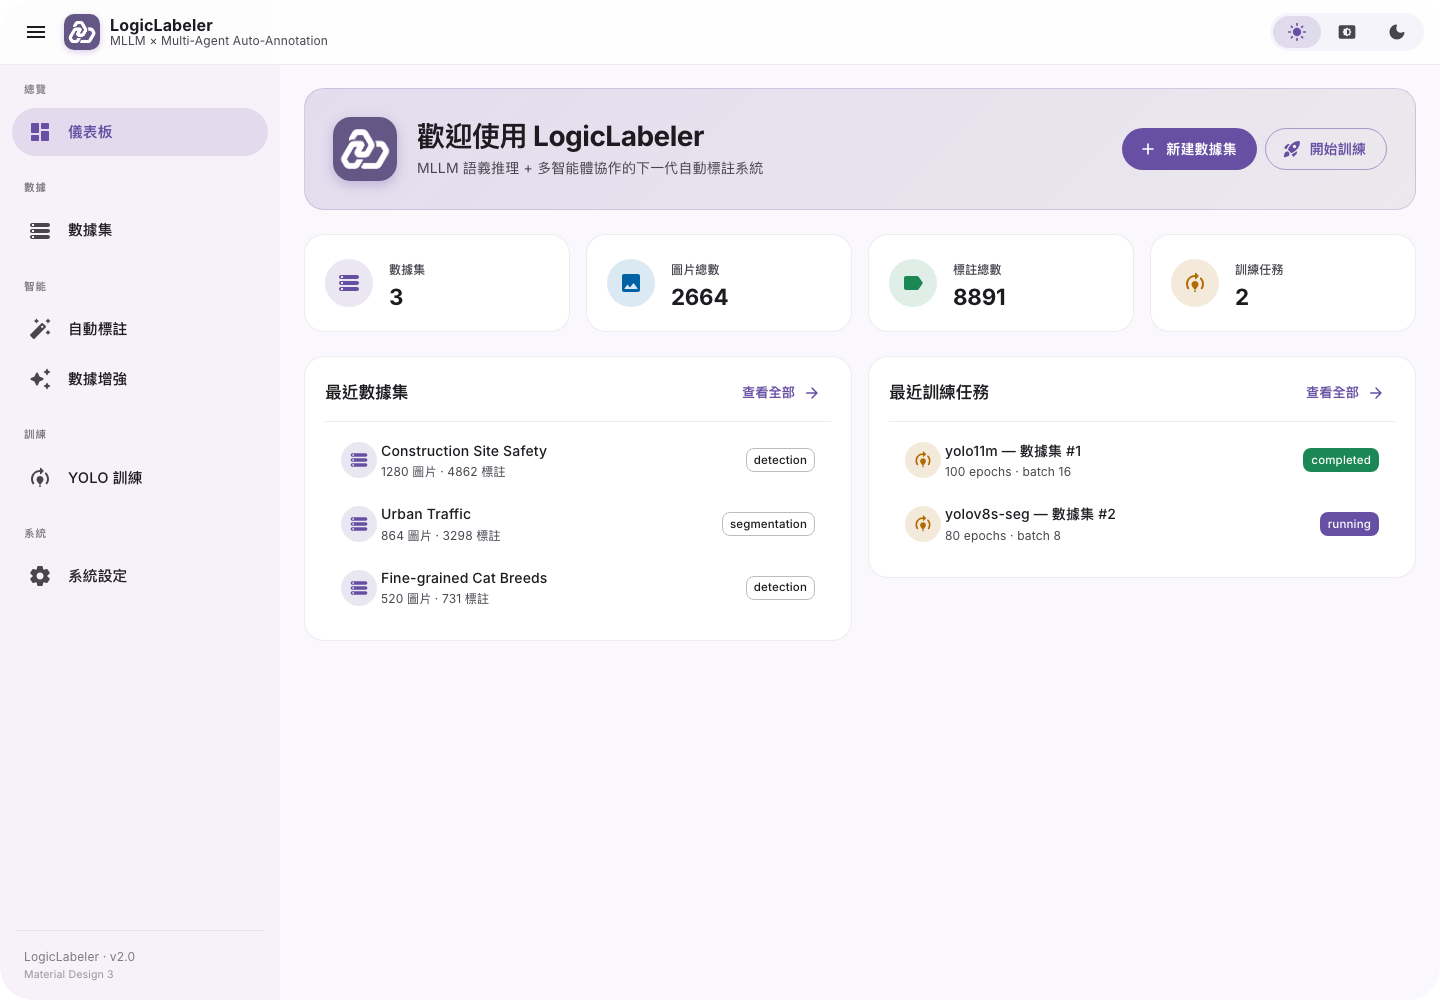 LogicLabeler
MLLM × Multi-Agent Auto-Annotation
總覽
儀表板
數據
數據集
智能
自動標註
數據增強
訓練
YOLO 訓練
系統
系統設定
LogicLabeler · v2.0
Material Design 3
歡迎使用 LogicLabeler
MLLM 語義推理 + 多智能體協作的下一代自動標註系統
新建數據集
開始訓練
數據集
3
圖片總數
2664
標註總數
8891
訓練任務
2
最近數據集
查看全部
Construction Site Safety
1280 圖片 · 4862 標註
detection
Urban Traffic
864 圖片 · 3298 標註
segmentation
Fine-grained Cat Breeds
520 圖片 · 731 標註
detection
最近訓練任務
查看全部
yolo11m — 數據集 #1
100 epochs · batch 16
completed
yolov8s-seg — 數據集 #2
80 epochs · batch 8
running